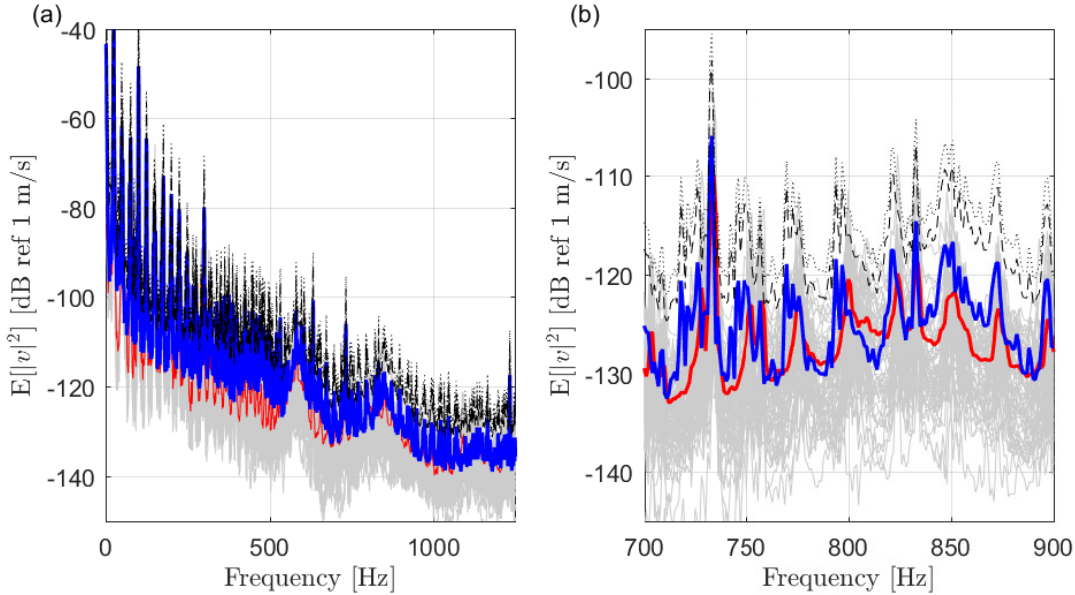 (a)
-40
-60
-80
-100
-120
-140
E[|v|²] [dB ref 1 m/s]
0 500 1000
Frequency [Hz]
(b)
-100
-110
-120
-130
-140
E[|v|²] [dB ref 1 m/s]
700 750 800 850 900
Frequency [Hz]